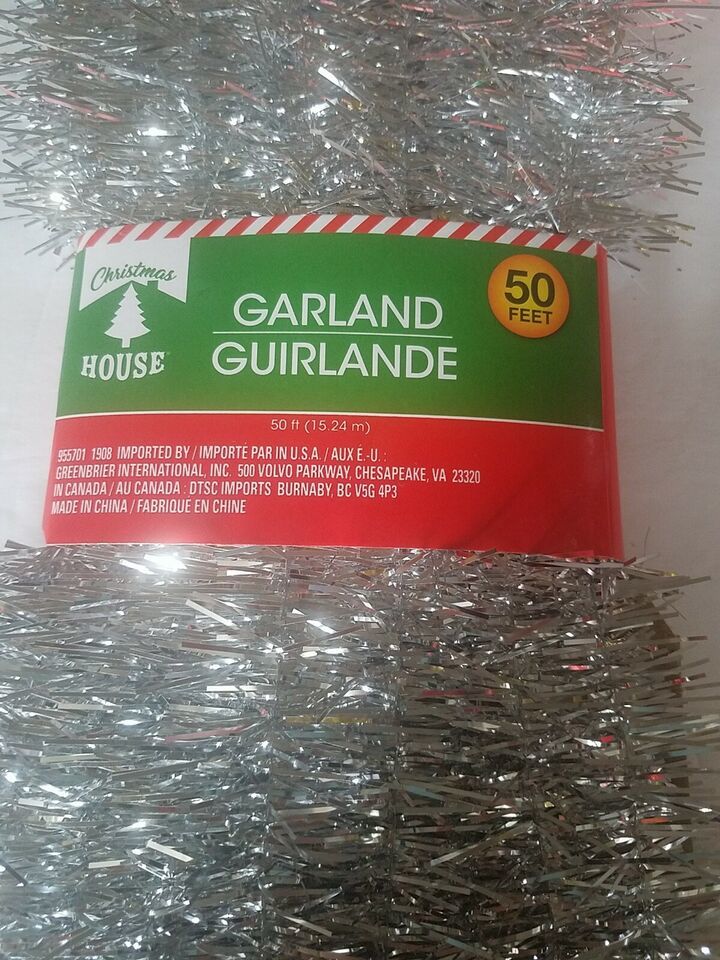 Christmas
HOUSE
GARLAND
GUIRLANDE
50
FEET
50 ft (15.24 m)
955701 1908 IMPORTED BY / IMPORTÉ PAR IN U.S.A. / AUX É.-U. :
GREENBRIER INTERNATIONAL, INC. 500 VOLVO PARKWAY, CHESAPEAKE, VA 23320
IN CANADA / AU CANADA : DTSC IMPORTS BURNABY, BC V5G 4P3
MADE IN CHINA / FABRIQUÉ EN CHINE